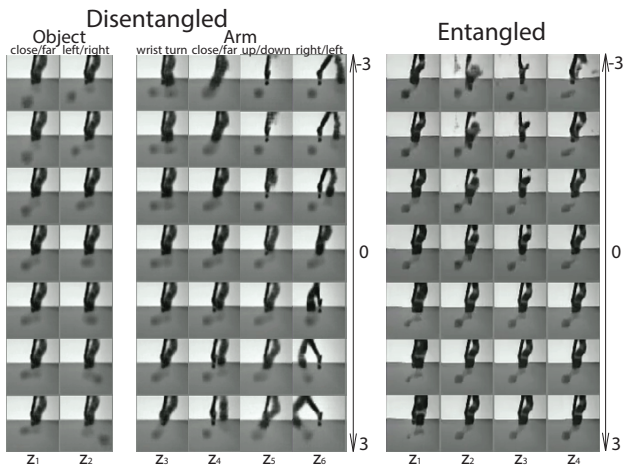 Disentangled
Entangled
Object
Arm
close/far left/right
wrist turn close/far up/down right/left
-3
-3
0
0
3
3
z1 z2 z3 z4 z5 z6
z1 z2 z3 z4